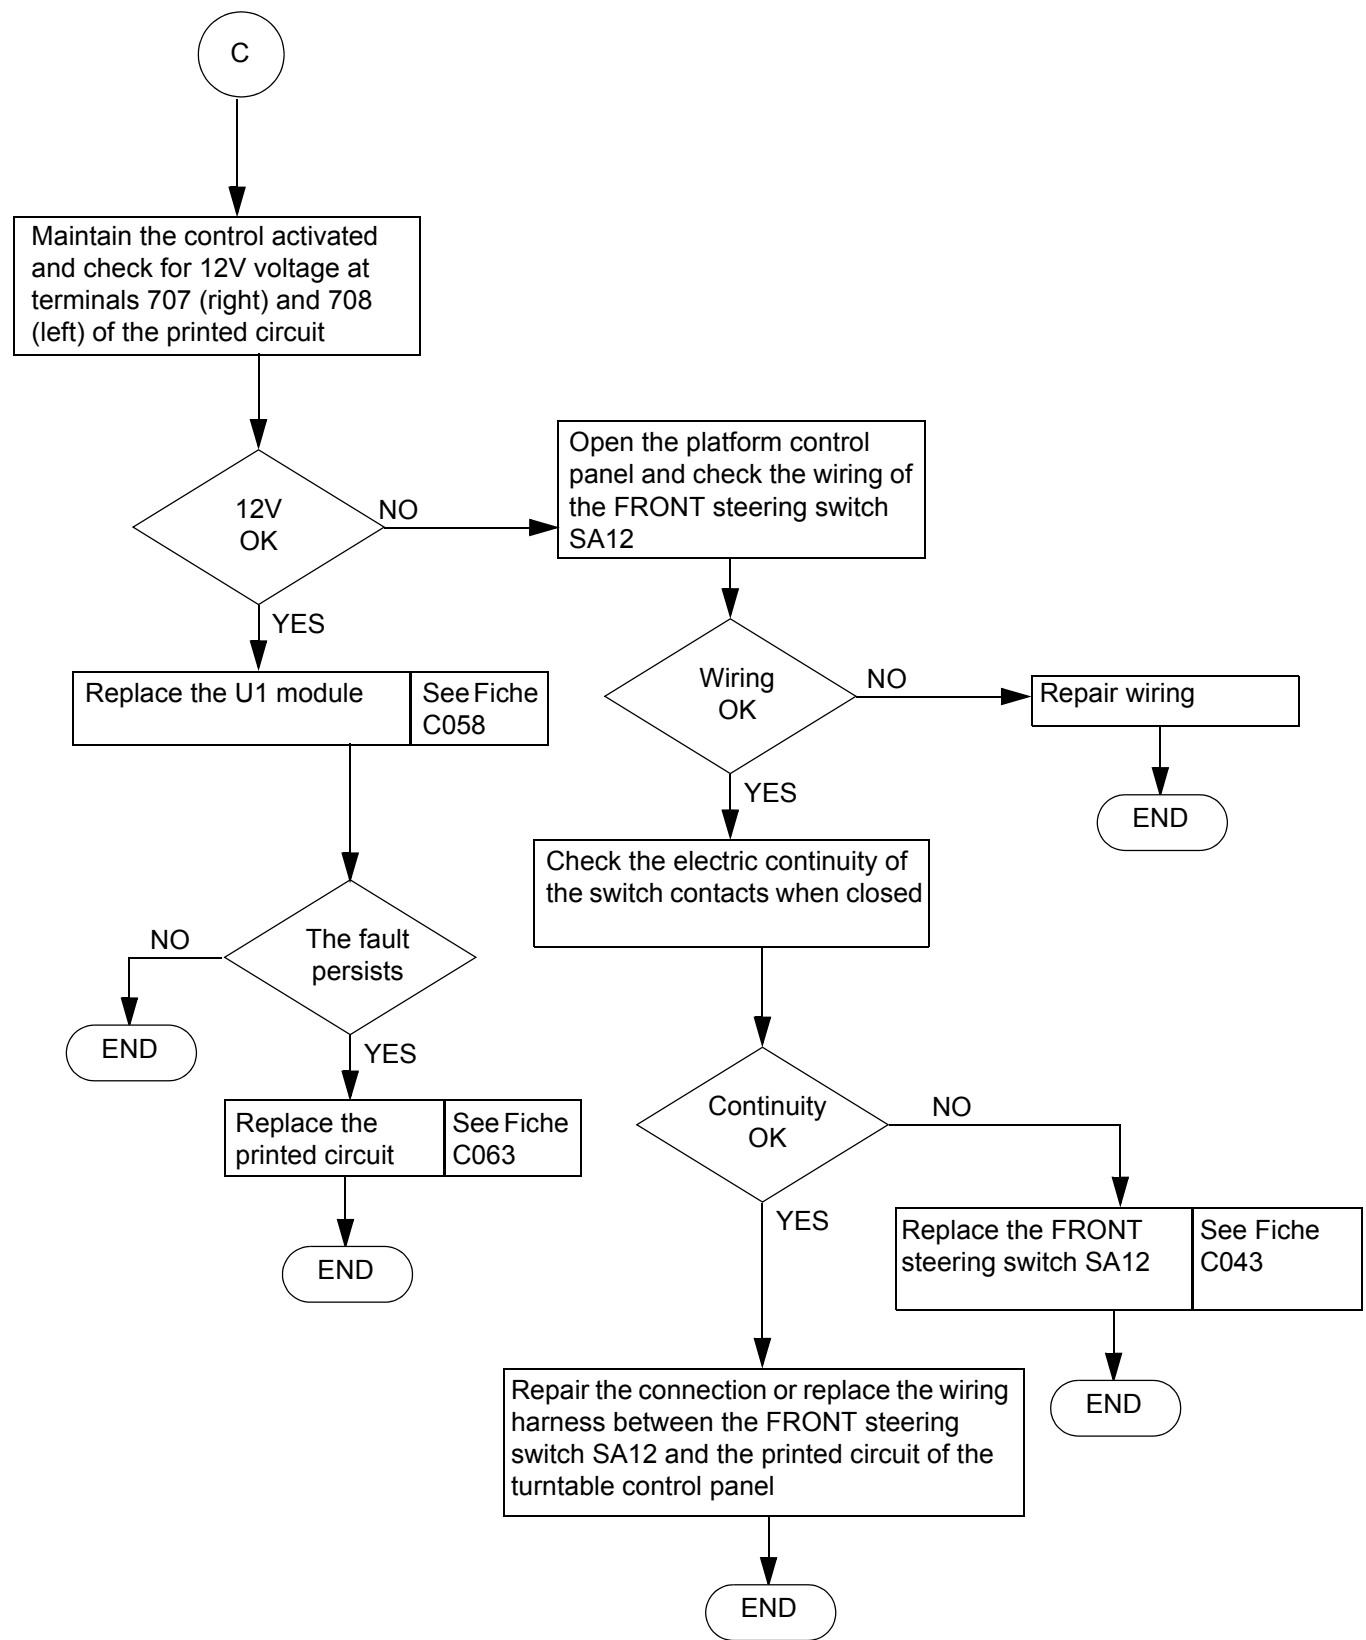 C
Maintain the control activated
and check for 12V voltage at
terminals 707 (right) and 708
(left) of the printed circuit
12V
OK
NO
Open the platform control
panel and check the wiring of
the FRONT steering switch
SA12
YES
Replace the U1 module
See Fiche
C058
Wiring
OK
NO
Repair wiring
END
YES
Check the electric continuity of
the switch contacts when closed
The fault
persists
NO
END
YES
Replace the
printed circuit
See Fiche
C063
END
Continuity
OK
NO
Replace the FRONT
steering switch SA12
See Fiche
C043
END
YES
Repair the connection or replace the wiring
harness between the FRONT steering
switch SA12 and the printed circuit of the
turntable control panel
END